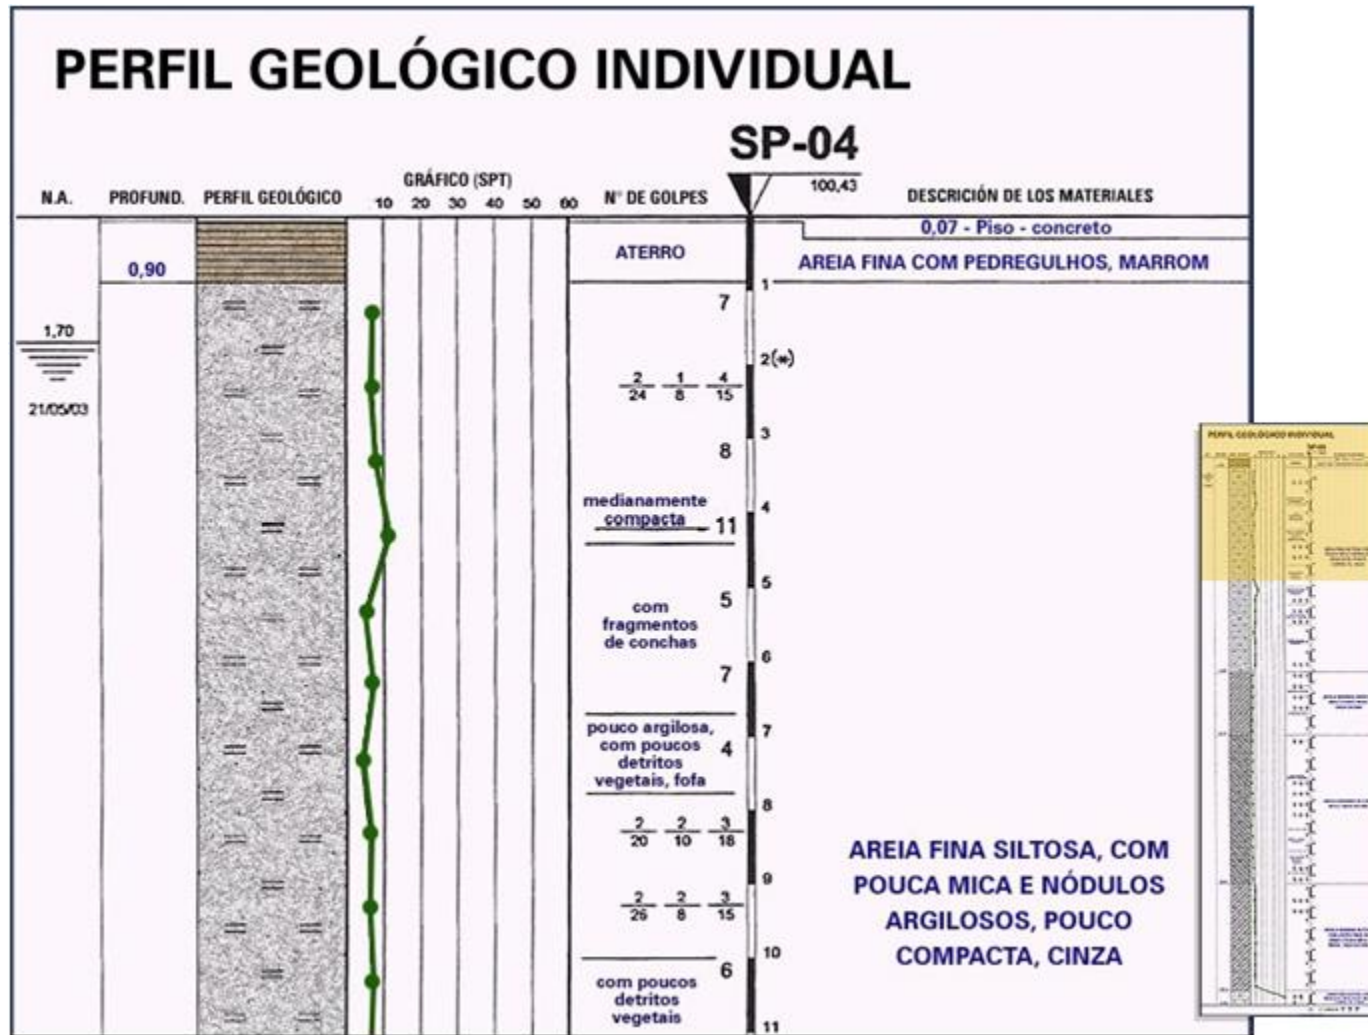 PERFIL GEOLÓGICO INDIVIDUAL
SP-04
100,43
N.A.
PROFUND.
PERFIL GEOLÓGICO
GRÁFICO (SPT)
10 20 30 40 50 60
N° DE GOLPES
DESCRICIÓN DE LOS MATERIALES
0,07 - Piso - concreto
ATERRO
AREIA FINA COM PEDREGULHOS, MARROM
0,90
1
7
1,70
21/05/03
2(*)
2/24 1/8 4/15
3
8
4
medianamente
compacta
11
5
5
com
fragmentos
de conchas
6
7
7
pouco argilosa,
com poucos
detritos
vegetais, fofa
4
8
2/20 2/10 3/18
9
2/26 2/8 3/15
AREIA FINA SILTOSA, COM
POUCA MICA E NÓDULOS
ARGILOSOS, POUCO
COMPACTA, CINZA
10
6
com poucos
detritos
vegetais
11
PERFIL GEOLÓGICO INDIVIDUAL
SP-04